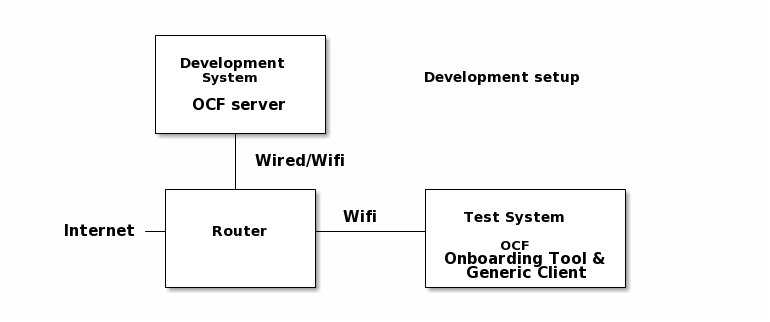 Development
System
OCF server
Development setup
Wired/Wifi
Internet
Router
Wifi
Test System
OCF
Onboarding Tool &
Generic Client